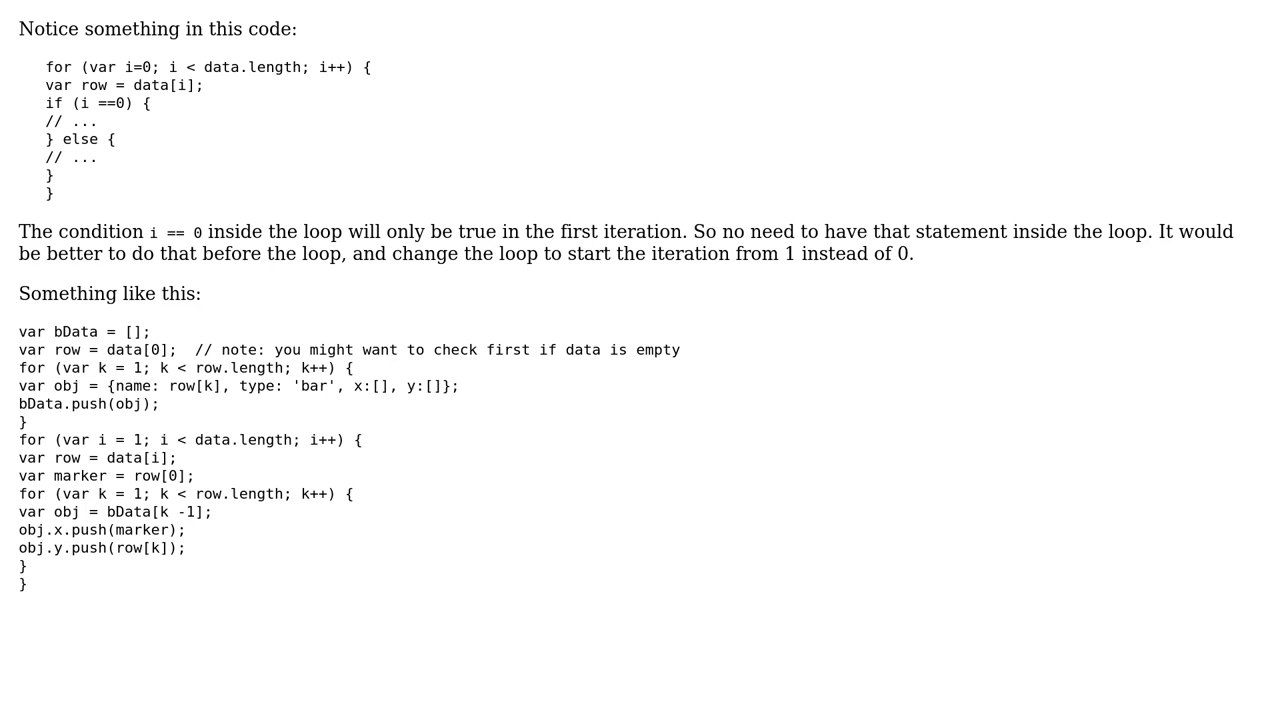 Notice something in this code:
for (var i=0; i < data.length; i++) {
var row = data[i];
if (i ==0) {
// ...
} else {
// ...
}
}
The condition i == 0 inside the loop will only be true in the first iteration. So no need to have that statement inside the loop. It would
be better to do that before the loop, and change the loop to start the iteration from 1 instead of 0.
Something like this:
var bData = [];
var row = data[0];  // note: you might want to check first if data is empty
for (var k = 1; k < row.length; k++) {
var obj = {name: row[k], type: 'bar', x:[], y:[]};
bData.push(obj);
}
for (var i = 1; i < data.length; i++) {
var row = data[i];
var marker = row[0];
for (var k = 1; k < row.length; k++) {
var obj = bData[k -1];
obj.x.push(marker);
obj.y.push(row[k]);
}
}